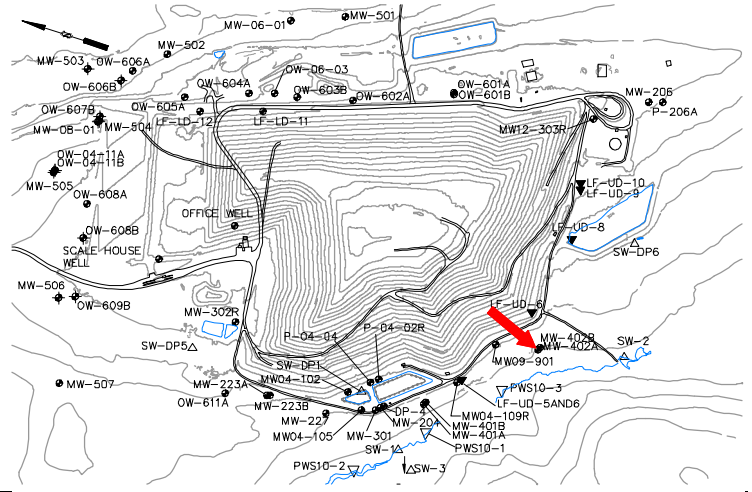 MW-501
MW-06-01
MW-502
MW-503
OW-606A
OW-606B
OW-06-03
OW-604A
OW-603B
OW-602A
OW-601A
OW-601B
MW-206
P-206A
OW-605A
OW-607B
LF-LD-12
LF-LD-11
MW-08-01
MW-504
MW12-303R
OW-04-11A
OW-04-11B
MW-505
LF-UD-10
LF-UD-9
OW-608A
OFFICE WELL
LF-UD-8
OW-608B
SCALE HOUSE
WELL
SW-DP6
MW-506
OW-609B
MW-302R
LF-UD-6
P-04-04
P-04-02R
MW-402B
MW-402A
SW-2
SW-DP5
SW-DP1
MW09-901
MW04-102
MW-507
MW-223A
OW-611A
MW-223B
PWS10-3
LF-UD-5AND6
MW-227
DP-4
MW04-109R
MW-204
MW04-105
MW-301
MW-401B
MW-401A
SW-1
PWS10-1
PWS10-2
SW-3